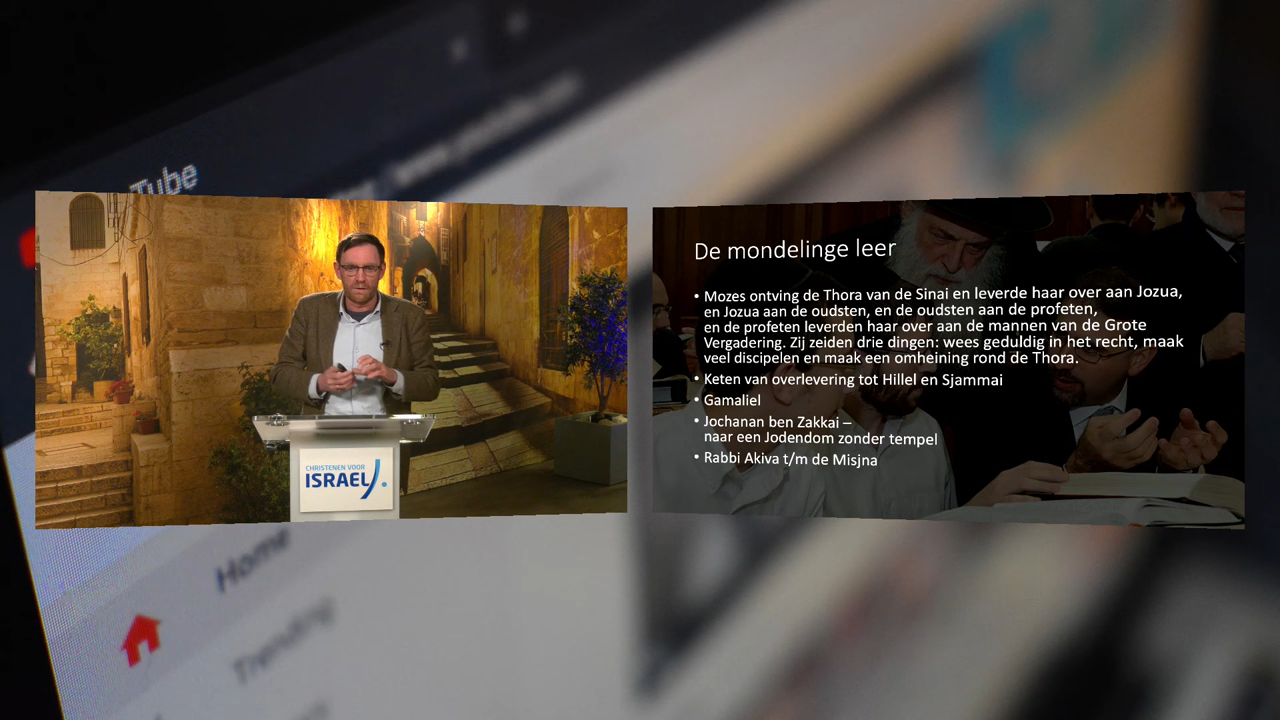 Tube
CHRISTENEN VOOR
ISRAEL
De mondelinge leer
• Mozes ontving de Thora van de Sinai en leverde haar over aan Jozua,
en Jozua aan de oudsten, en de oudsten aan de profeten,
en de profeten leverden haar over aan de mannen van de Grote
Vergadering. Zij zeiden drie dingen: wees geduldig in het recht, maak
veel discipelen en maak een omheining rond de Thora.
• Keten van overlevering tot Hillel en Sjammai
• Gamaliel
• Jochanan ben Zakkai –
naar een Jodendom zonder tempel
• Rabbi Akiva t/m de Misjna
Home
Trending